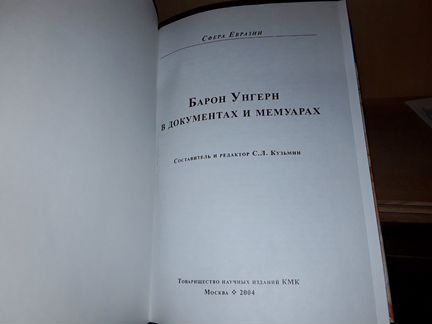 Сфера Евразии
Барон Унгерн
в документах и мемуарах
Составитель и редактор С.Л. Кузьмин
Товарищество научных изданий КМК
Москва ❖ 2004